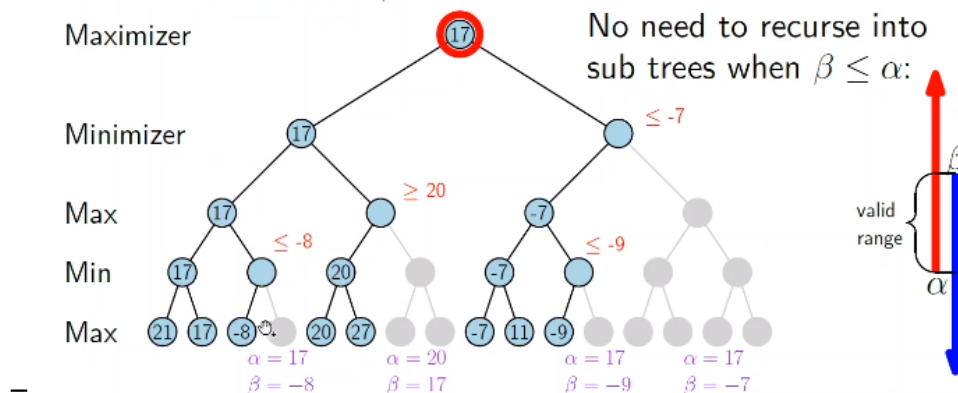 Maximizer
17
No need to recurse into
sub trees when β ≤ α:
Minimizer
17
≤ -7
Max
17
≥ 20
-7
Min
17
≤ -8
20
-7
≤ -9
Max
21 17 -8 20 27 -7 11 -9
α = 17 α = 20 α = 17 α = 17
β = −8 β = 17 β = −9 β = −7
β
valid
range
α